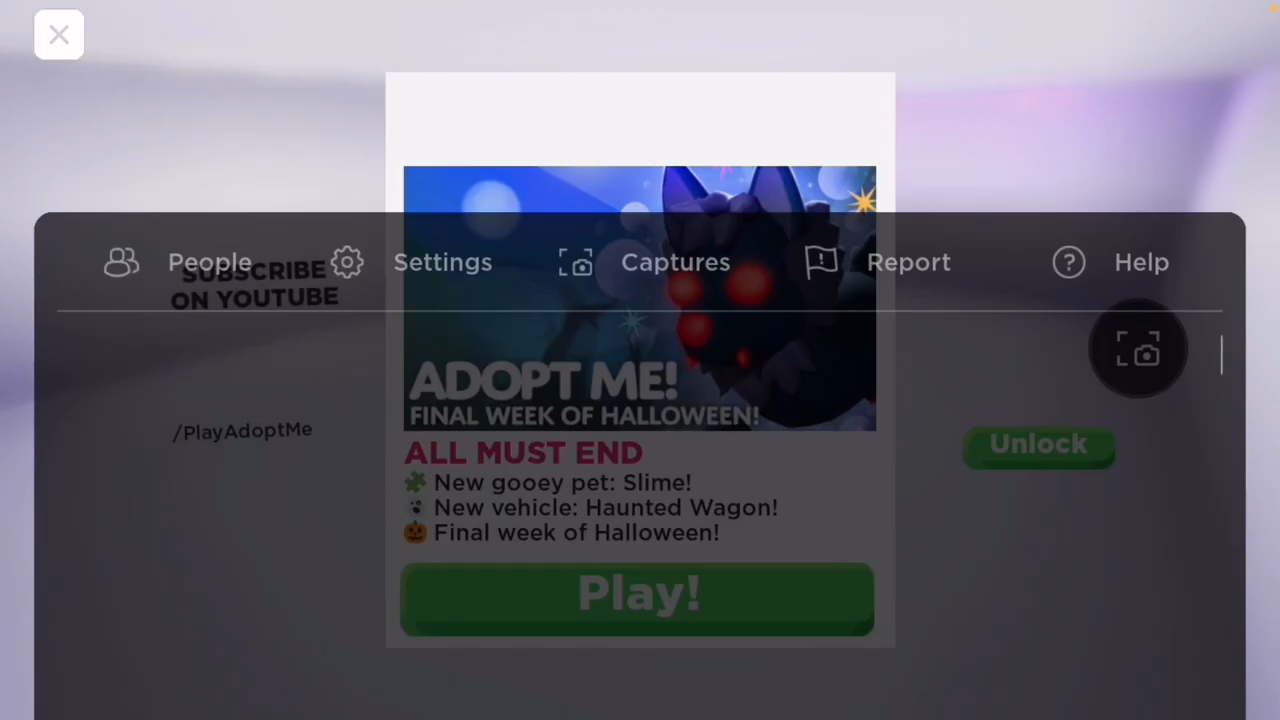 People
Settings
Captures
Report
Help
SUBSCRIBE
ON YOUTUBE
/PlayAdoptMe
ADOPT ME!
FINAL WEEK OF HALLOWEEN!
ALL MUST END
New gooey pet: Slime!
New vehicle: Haunted Wagon!
Final week of Halloween!
Play!
Unlock